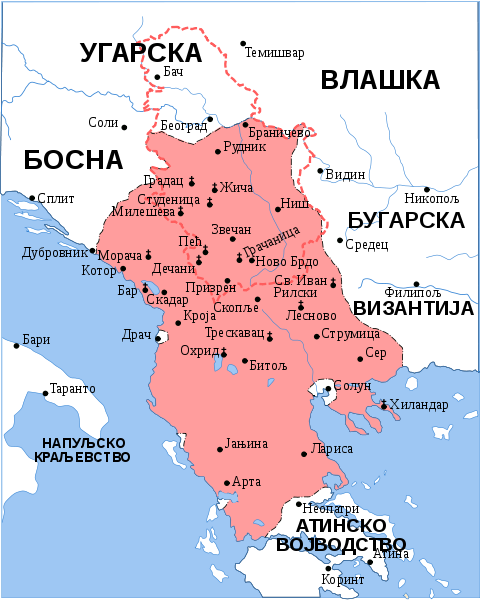 УГАРСКА
Темишвар
Бач
ВЛАШКА
Соли
Београд
Браничево
Рудник
БОСНА
Градац
Жича
Видин
Сплит
Студеница
Милешева
Ниш
Никопољ
БУГАРСКА
Звечан
Грачаница
Пећ
Средец
Дубровник
Морача
Ново Брдо
Котор
Дечани
Св. Иван
Рилски
Бар
Призрен
Филипољ
Скадар
Скопље
Лесново
ВИЗАНТИЈА
Кроја
Бари
Драч
Трескавац
Струмица
Охрид
Битољ
Сер
Таранто
Солун
Хиландар
НАПУЉСКО
КРАЉЕВСТВО
Јањина
Лариса
Арта
Неопатри
АТИНСКО
ВОЈВОДСТВО
Атина
Коринт